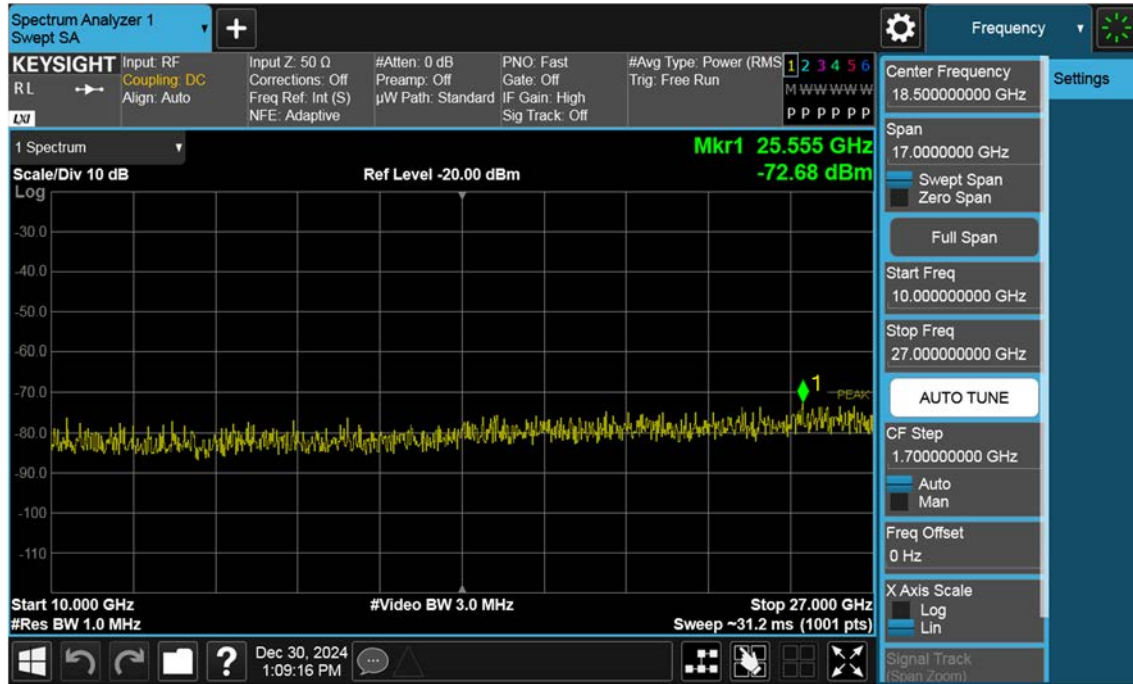 Spectrum Analyzer 1
Swept SA
+
Frequency
KEYSIGHT
R L
LXI
Input: RF
Coupling: DC
Align: Auto
Input Z: 50 Ω
Corrections: Off
Freq Ref: Int (S)
NFE: Adaptive
#Atten: 0 dB
Preamp: Off
µW Path: Standard
PNO: Fast
Gate: Off
IF Gain: High
Sig Track: Off
#Avg Type: Power (RMS
Trig: Free Run
1 2 3 4 5 6
M W W W W W
P P P P P P
1 Spectrum
Scale/Div 10 dB
Ref Level -20.00 dBm
Mkr1 25.555 GHz
-72.68 dBm
Log
-30.0
-40.0
-50.0
-60.0
-70.0
-80.0
-90.0
-100
-110
1
PEAK
Start 10.000 GHz
#Res BW 1.0 MHz
#Video BW 3.0 MHz
Stop 27.000 GHz
Sweep ~31.2 ms (1001 pts)
Center Frequency
18.500000000 GHz
Span
17.0000000 GHz
Swept Span
Zero Span
Full Span
Start Freq
10.000000000 GHz
Stop Freq
27.000000000 GHz
AUTO TUNE
CF Step
1.700000000 GHz
Auto
Man
Freq Offset
0 Hz
X Axis Scale
Log
Lin
Signal Track
(Span Zoom)
Settings
?
Dec 30, 2024
1:09:16 PM